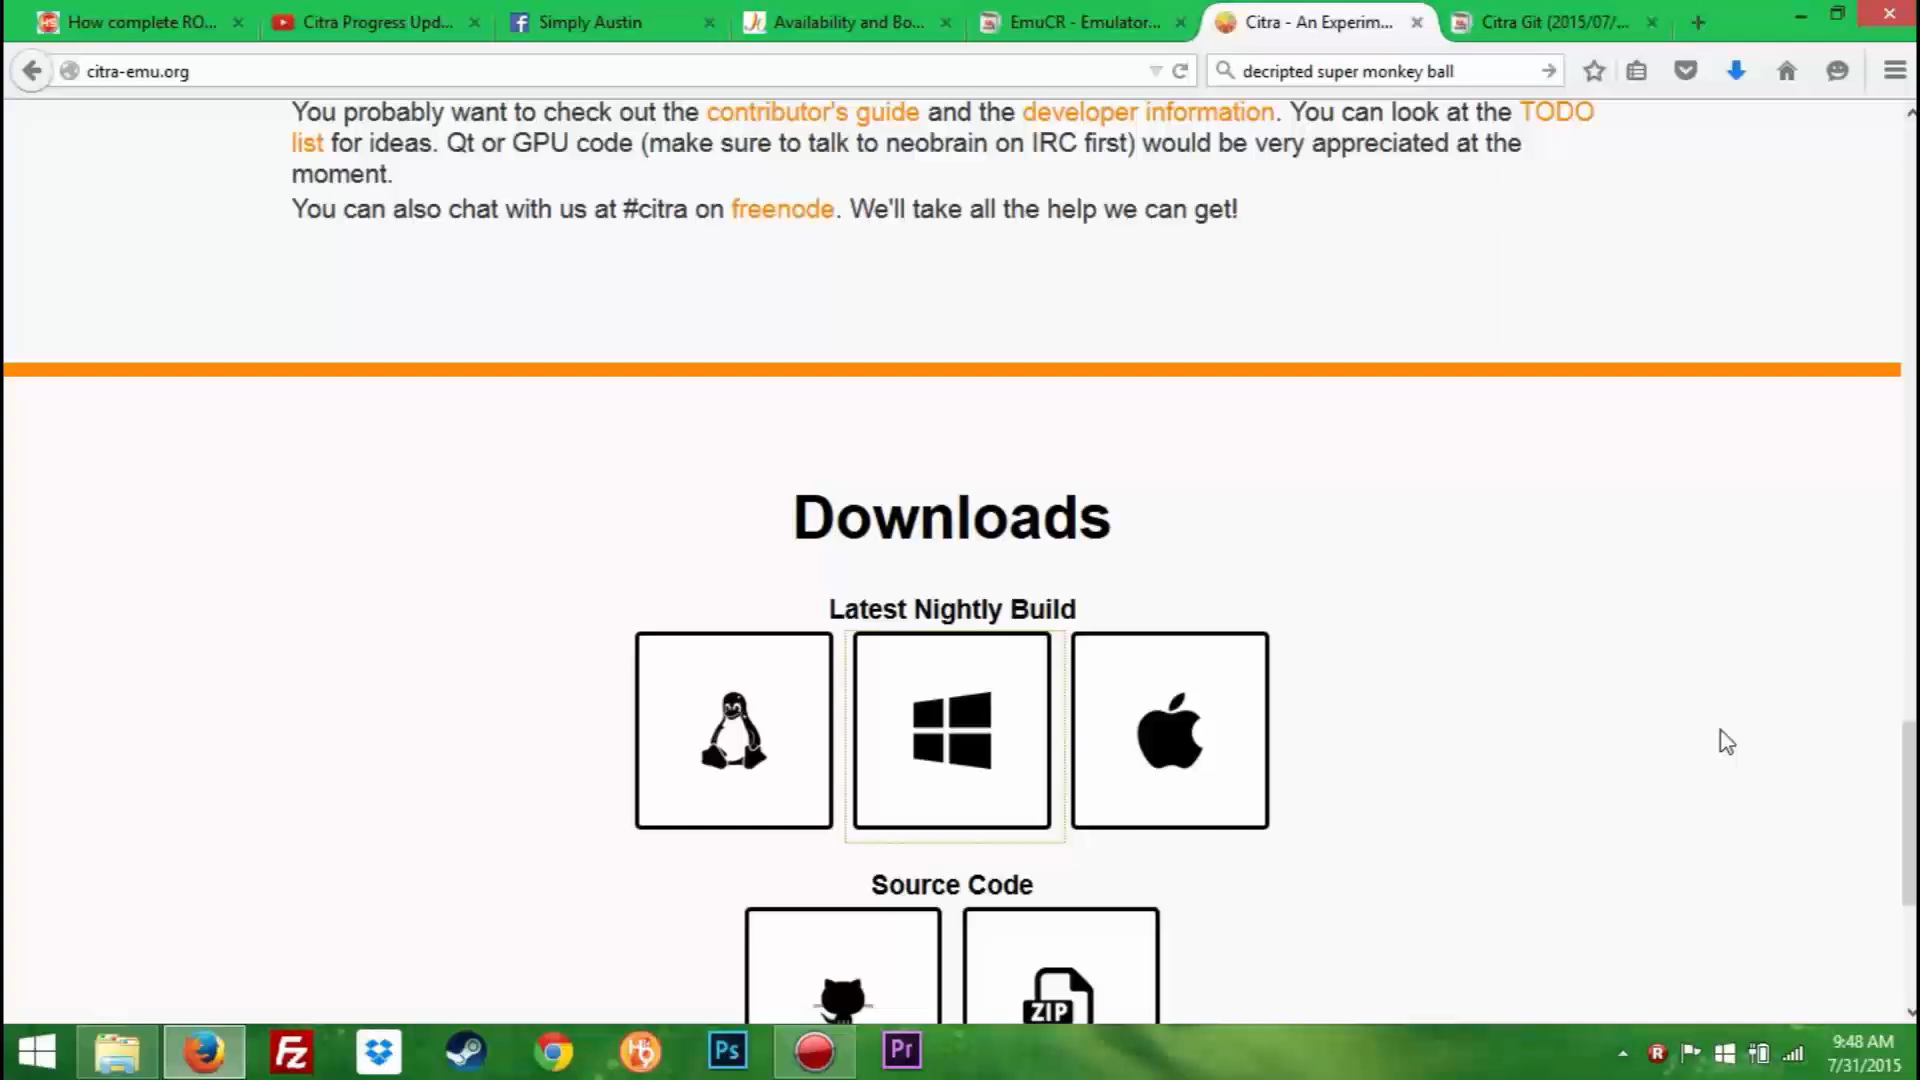 How complete RO...
Citra Progress Upd...
Simply Austin
Availability and Bo...
EmuCR - Emulator...
Citra - An Experim...
Citra Git (2015/07/...
citra-emu.org
decripted super monkey ball
You probably want to check out the contributor's guide and the developer information. You can look at the TODO
list for ideas. Qt or GPU code (make sure to talk to neobrain on IRC first) would be very appreciated at the
moment.
You can also chat with us at #citra on freenode. We'll take all the help we can get!
Downloads
Latest Nightly Build
Source Code
ZIP
Fz
Ps
Pr
R
9:48 AM
7/31/2015